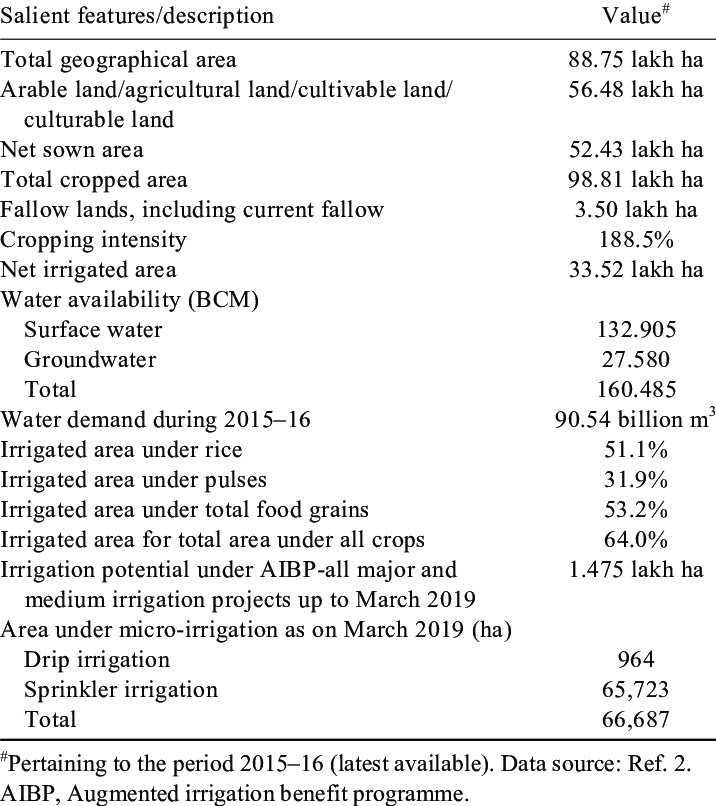 Salient features/description Value#
Total geographical area 88.75 lakh ha
Arable land/agricultural land/cultivable land/ 56.48 lakh ha
culturable land
Net sown area 52.43 lakh ha
Total cropped area 98.81 lakh ha
Fallow lands, including current fallow 3.50 lakh ha
Cropping intensity 188.5%
Net irrigated area 33.52 lakh ha
Water availability (BCM)
Surface water 132.905
Groundwater 27.580
Total 160.485
Water demand during 2015–16 90.54 billion m³
Irrigated area under rice 51.1%
Irrigated area under pulses 31.9%
Irrigated area under total food grains 53.2%
Irrigated area for total area under all crops 64.0%
Irrigation potential under AIBP-all major and 1.475 lakh ha
medium irrigation projects up to March 2019
Area under micro-irrigation as on March 2019 (ha)
Drip irrigation 964
Sprinkler irrigation 65,723
Total 66,687
#Pertaining to the period 2015–16 (latest available). Data source: Ref. 2.
AIBP, Augmented irrigation benefit programme.